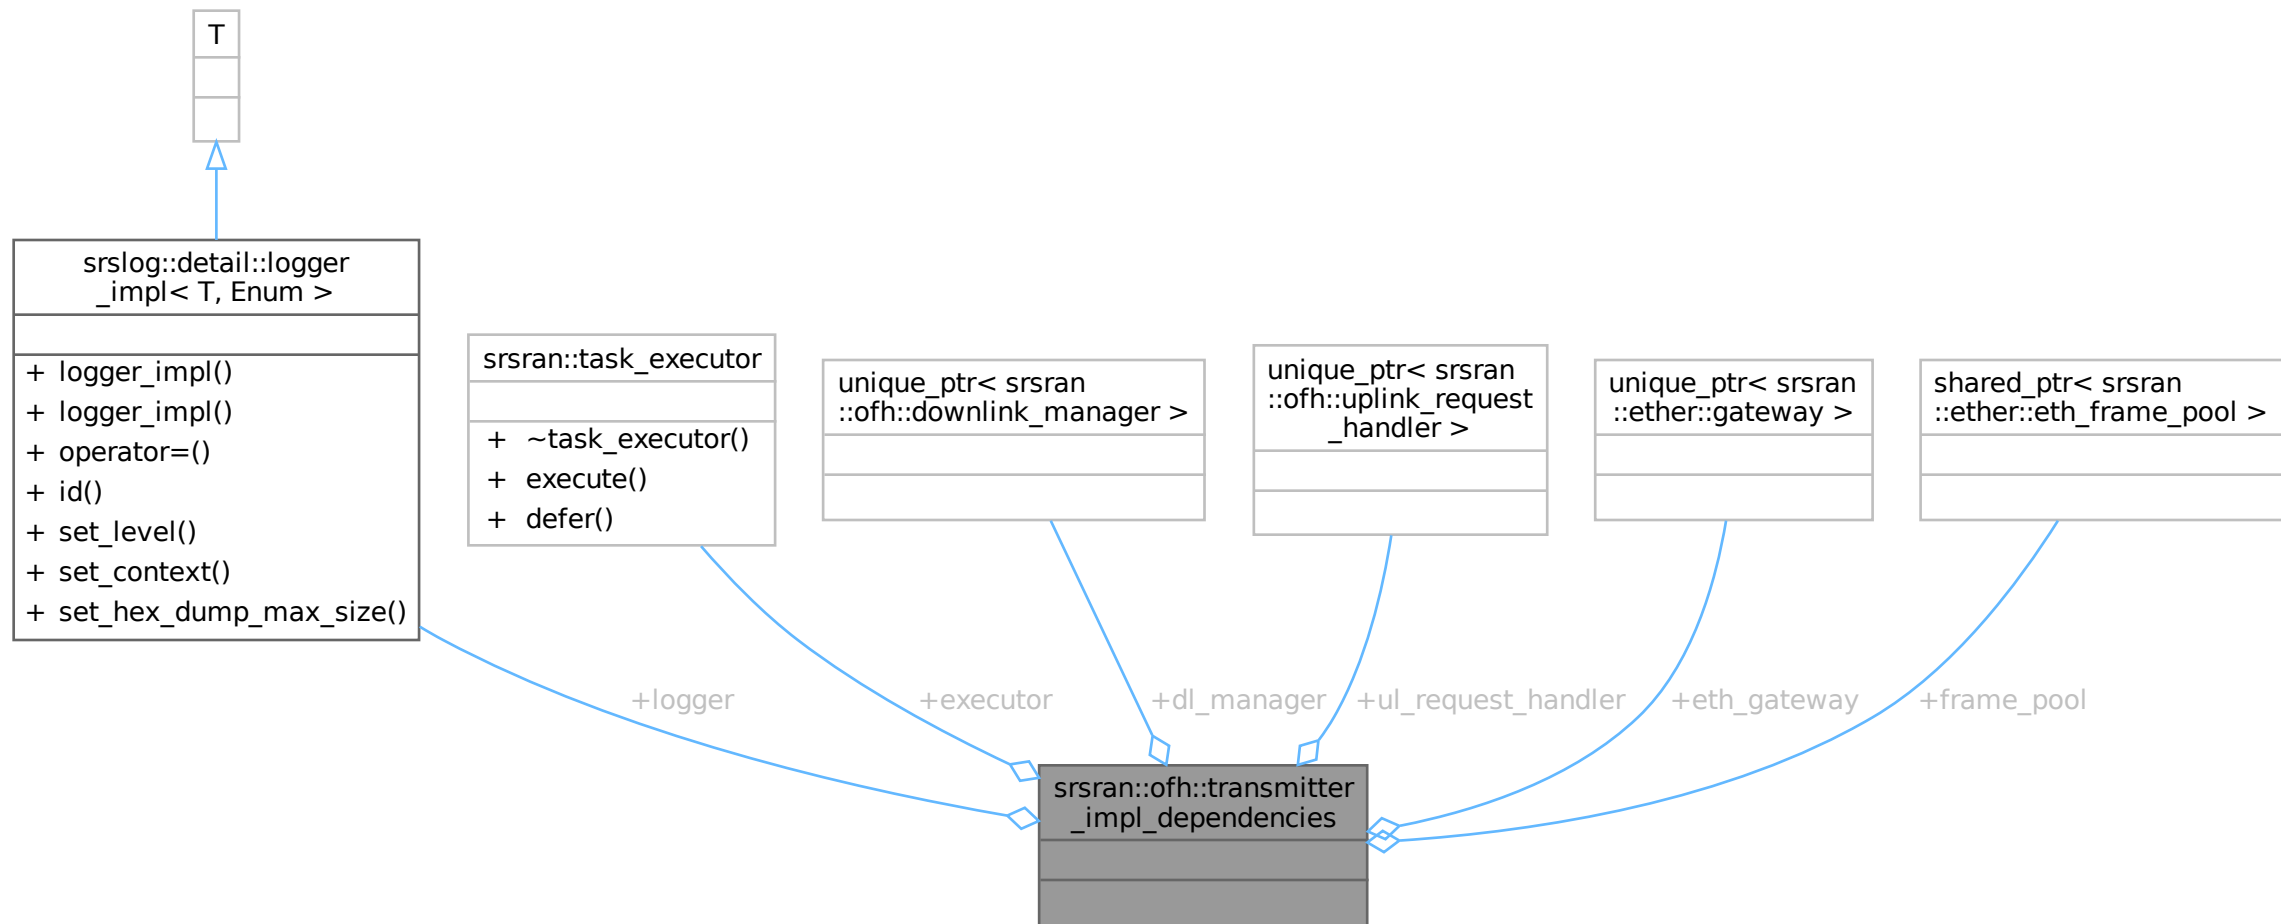 T
srslog::detail::logger
_impl< T, Enum >
+ logger_impl()
+ logger_impl()
+ operator=()
+ id()
+ set_level()
+ set_context()
+ set_hex_dump_max_size()
srsran::task_executor
+ ~task_executor()
+ execute()
+ defer()
unique_ptr< srsran
::ofh::downlink_manager >
unique_ptr< srsran
::ofh::uplink_request
_handler >
unique_ptr< srsran
::ether::gateway >
shared_ptr< srsran
::ether::eth_frame_pool >
+logger
+executor
+dl_manager
+ul_request_handler
+eth_gateway
+frame_pool
srsran::ofh::transmitter
_impl_dependencies